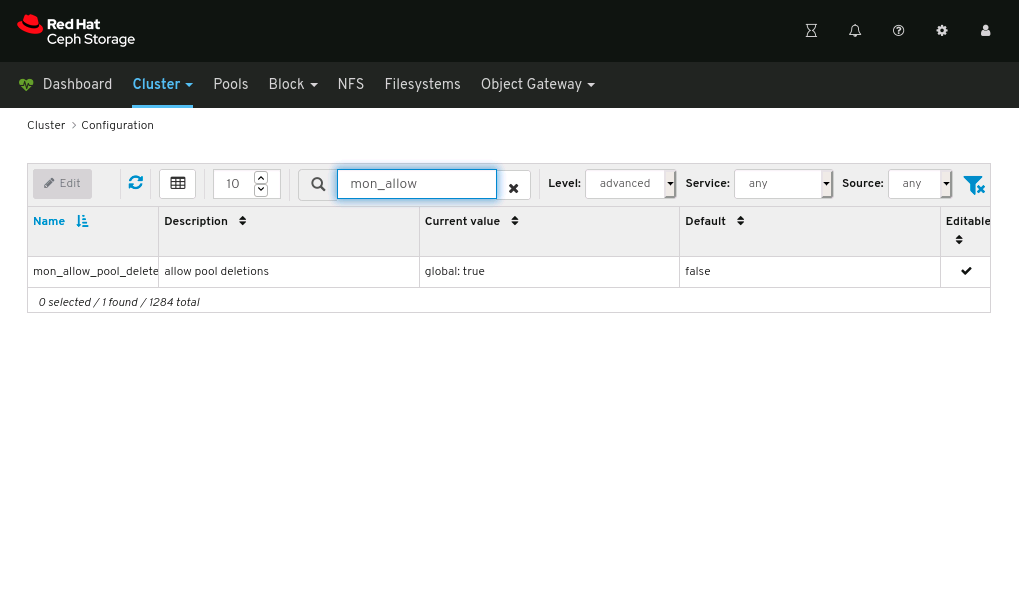 Red Hat
Ceph Storage
Dashboard Cluster Pools Block NFS Filesystems Object Gateway
Cluster > Configuration
Edit 10 mon_allow Level: advanced Service: any Source: any
Name Description Current value Default Editable
mon_allow_pool_delete allow pool deletions global: true false
0 selected / 1 found / 1284 total